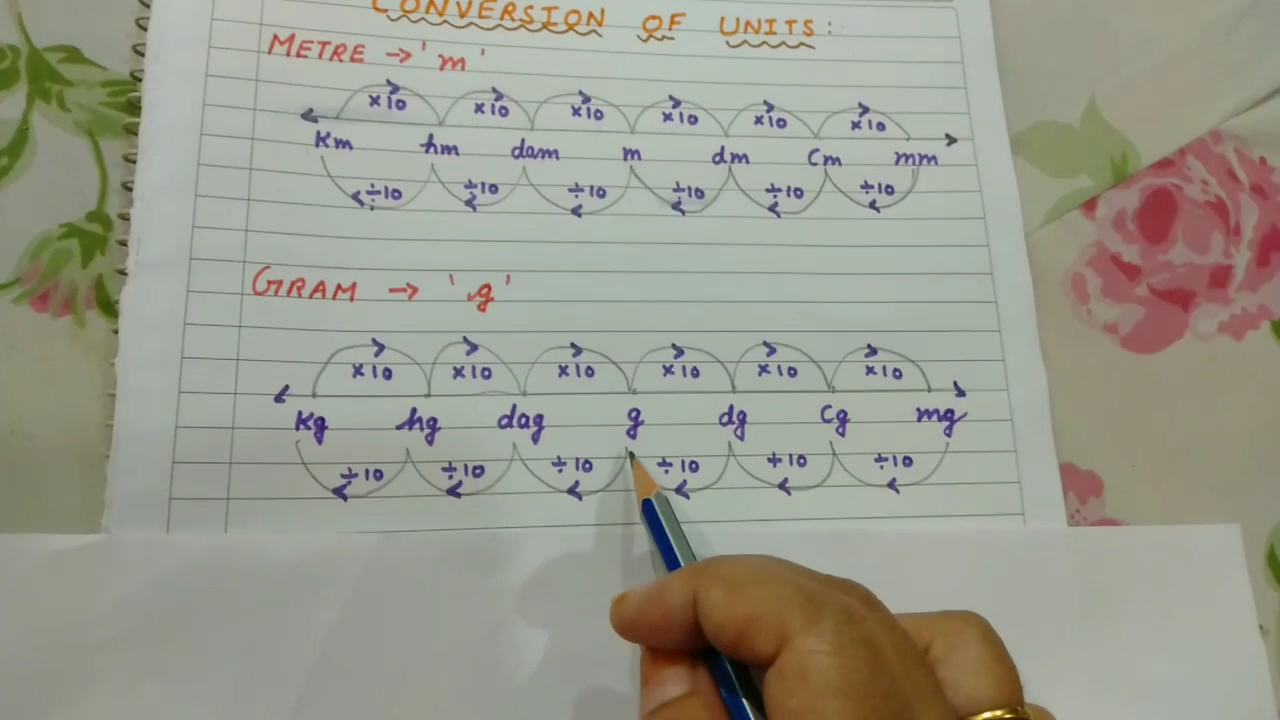 CONVERSION OF UNITS:
METRE → 'm'
×10 ×10 ×10 ×10 ×10 ×10
Km hm dam m dm Cm mm
÷10 ÷10 ÷10 ÷10 ÷10 ÷10
GRAM → 'g'
×10 ×10 ×10 ×10 ×10 ×10
Kg hg dag g dg Cg mg
÷10 ÷10 ÷10 ÷10 ÷10 ÷10